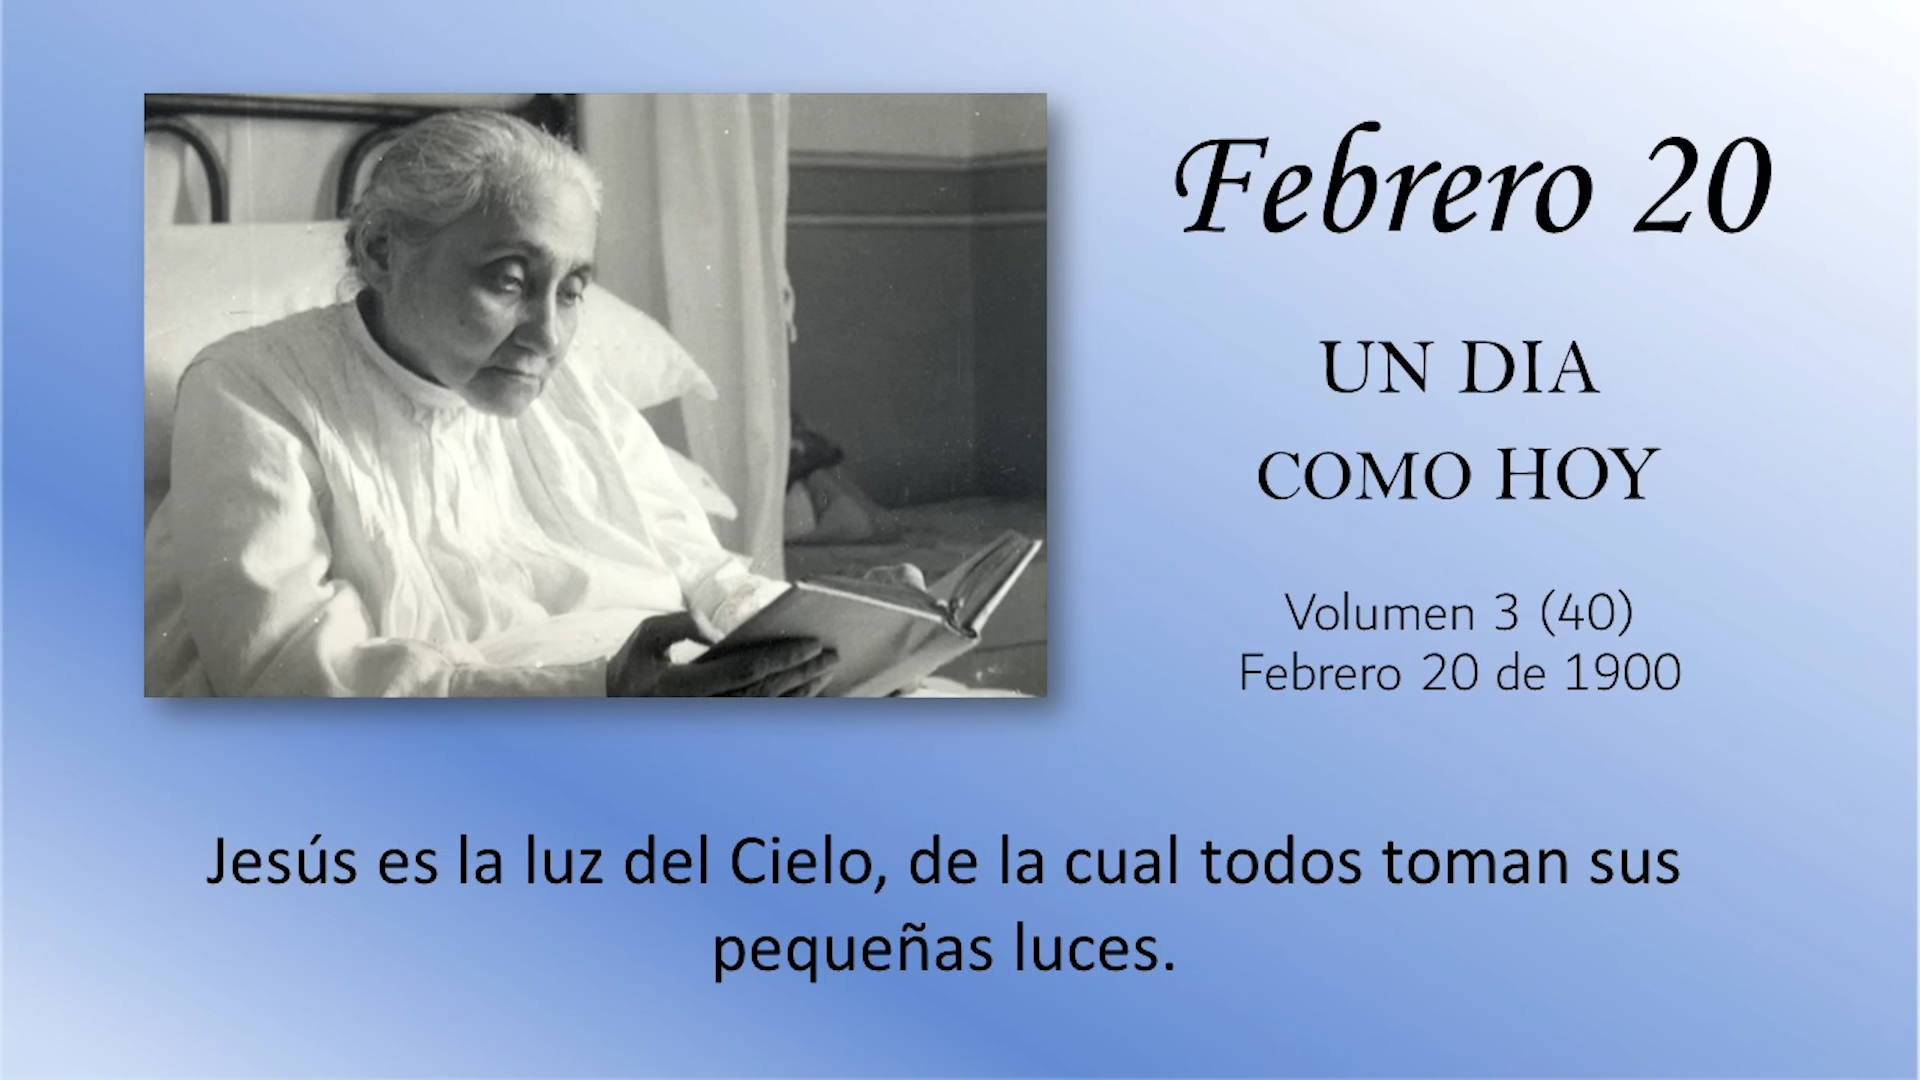 Febrero 20
UN DIA
COMO HOY
Volumen 3 (40)
Febrero 20 de 1900
Jesús es la luz del Cielo, de la cual todos toman sus
pequeñas luces.